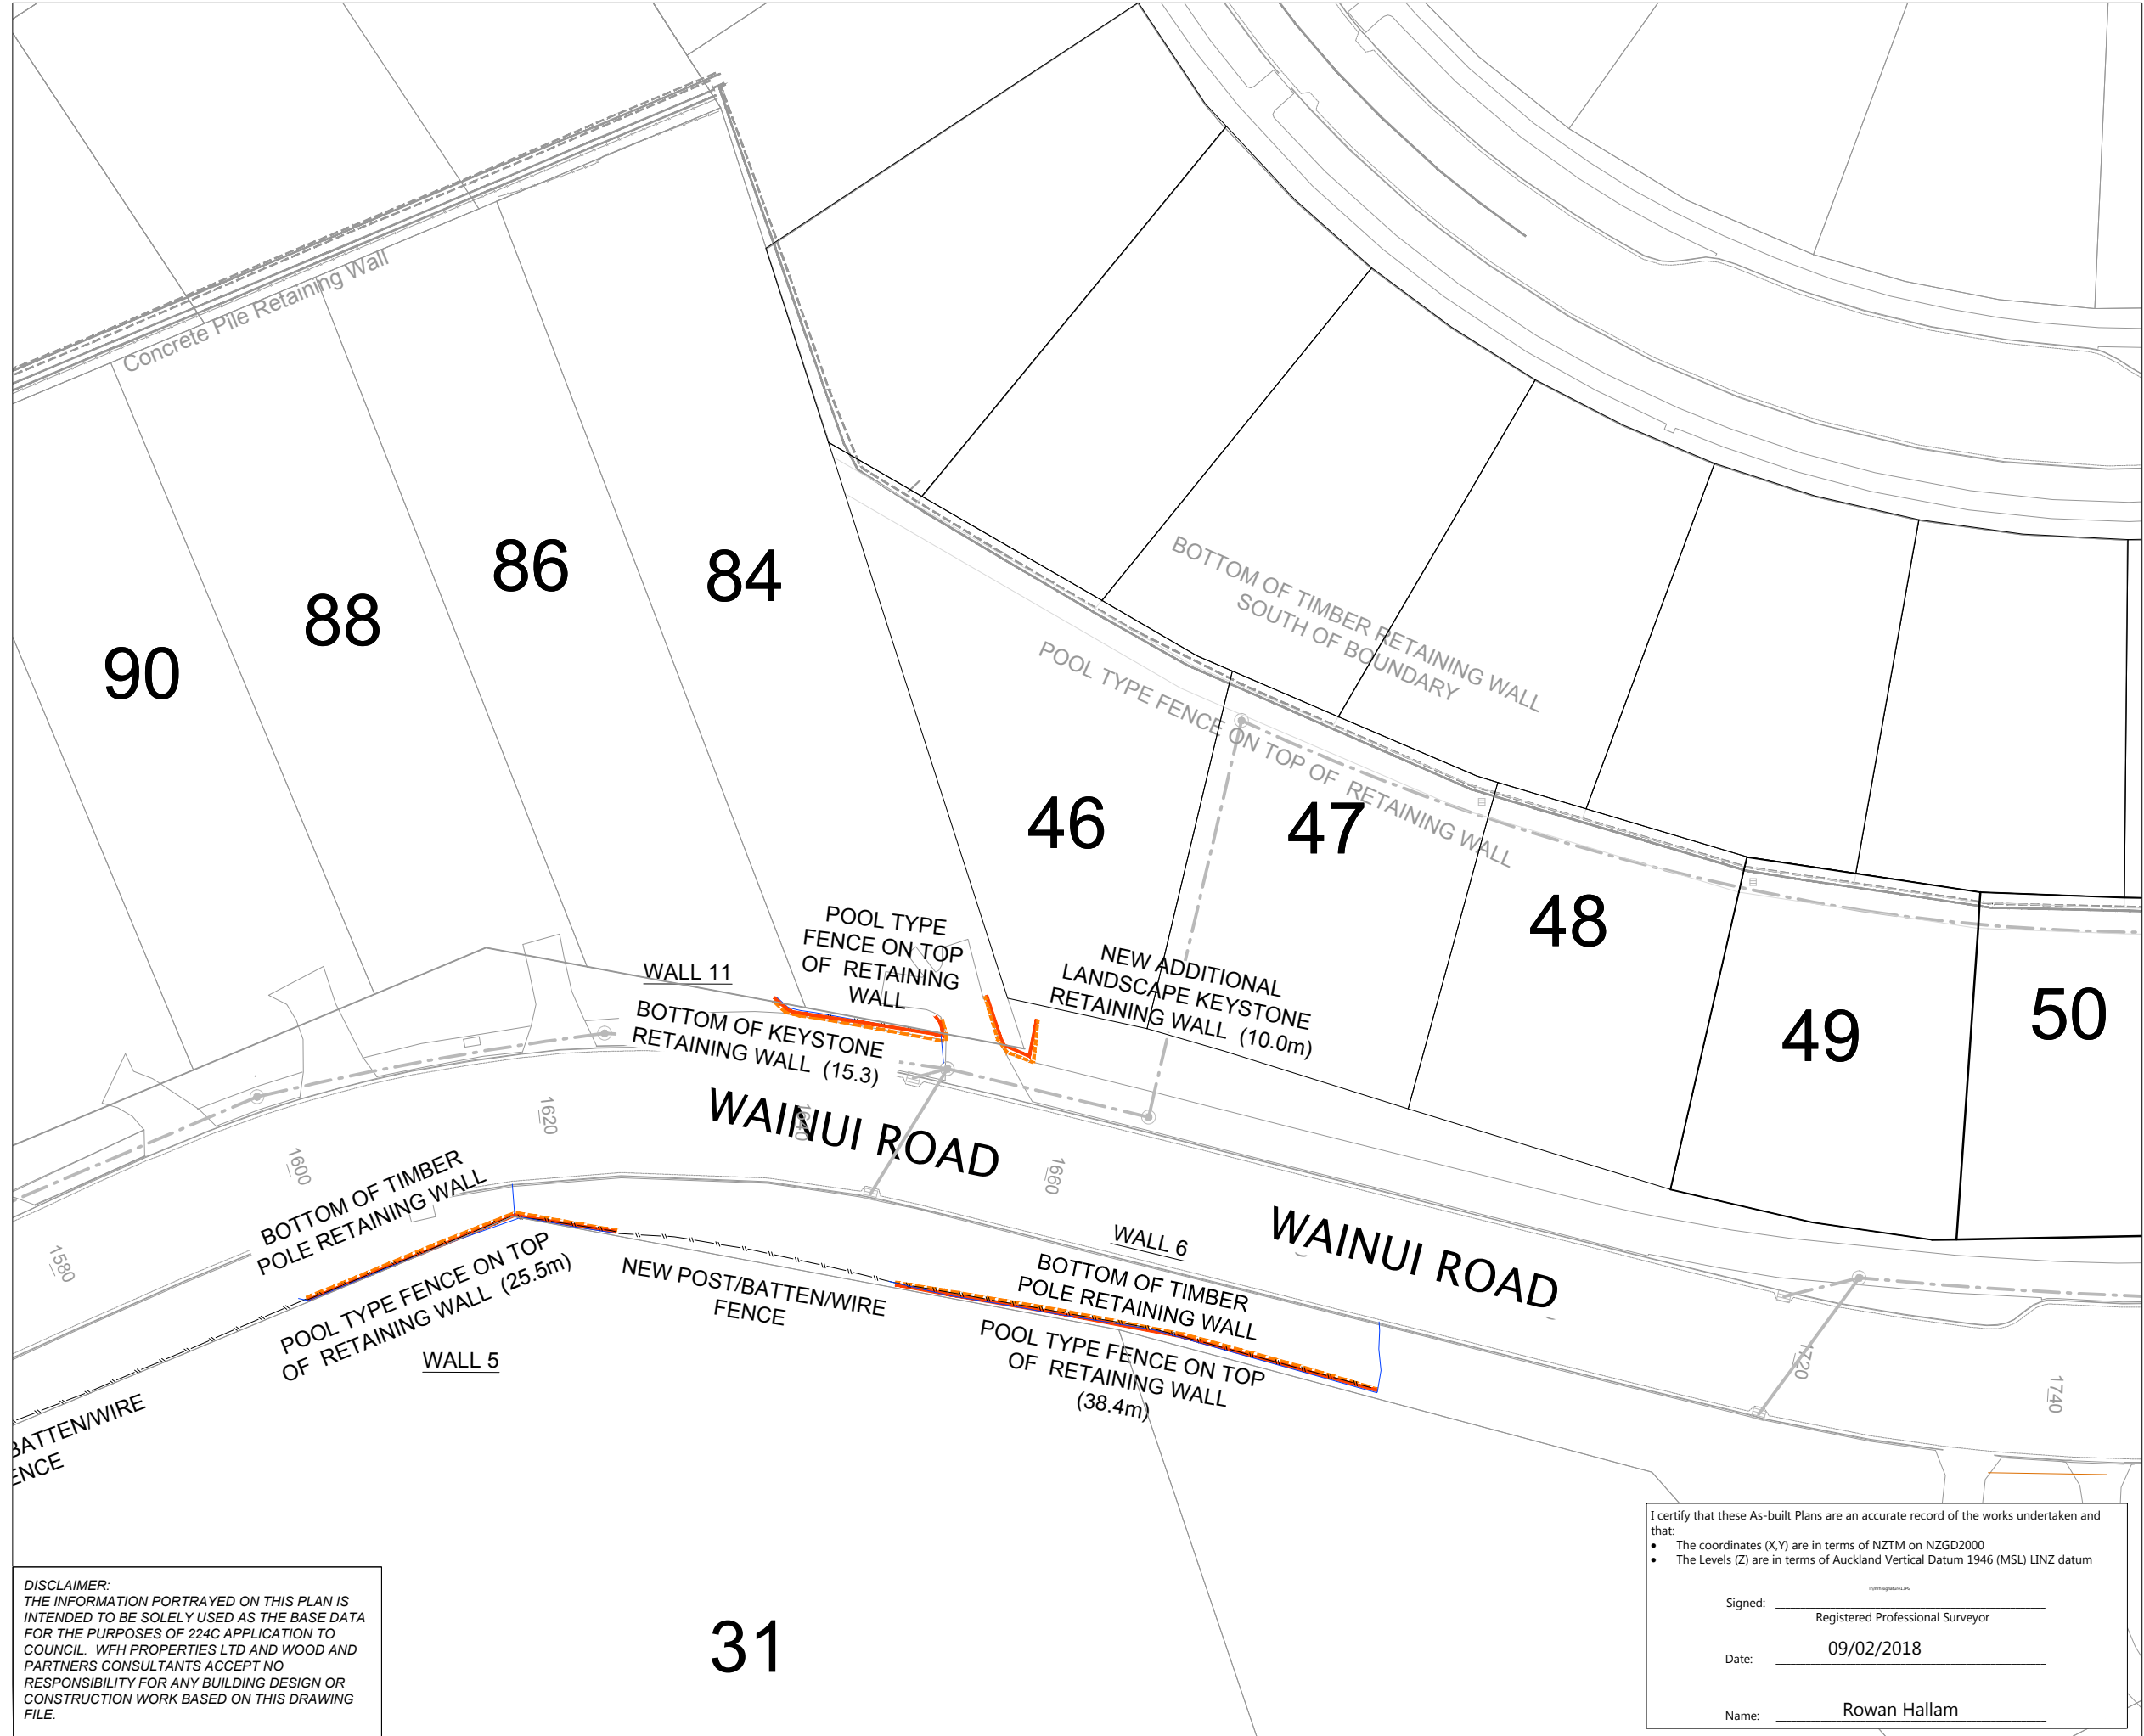 Concrete Pile Retaining Wall
90
88
86
84
BOTTOM OF TIMBER RETAINING WALL
SOUTH OF BOUNDARY
POOL TYPE FENCE ON TOP OF RETAINING WALL
46
47
48
49
50
WALL 11
POOL TYPE
FENCE ON TOP
OF RETAINING
WALL
BOTTOM OF KEYSTONE
RETAINING WALL (15.3)
NEW ADDITIONAL
LANDSCAPE KEYSTONE
RETAINING WALL (10.0m)
WAINUI ROAD
1580
1600
1620
1640
1660
1720
1740
BOTTOM OF TIMBER
POLE RETAINING WALL
POOL TYPE FENCE ON TOP
OF RETAINING WALL (25.5m)
WALL 5
NEW POST/BATTEN/WIRE
FENCE
WALL 6
BOTTOM OF TIMBER
POLE RETAINING WALL
POOL TYPE FENCE ON TOP
OF RETAINING WALL
(38.4m)
WAINUI ROAD
BATTEN/WIRE
ENCE
31
DISCLAIMER:
THE INFORMATION PORTRAYED ON THIS PLAN IS
INTENDED TO BE SOLELY USED AS THE BASE DATA
FOR THE PURPOSES OF 224C APPLICATION TO
COUNCIL. WFH PROPERTIES LTD AND WOOD AND
PARTNERS CONSULTANTS ACCEPT NO
RESPONSIBILITY FOR ANY BUILDING DESIGN OR
CONSTRUCTION WORK BASED ON THIS DRAWING
FILE.
I certify that these As-built Plans are an accurate record of the works undertaken and
that:
• The coordinates (X,Y) are in terms of NZTM on NZGD2000
• The Levels (Z) are in terms of Auckland Vertical Datum 1946 (MSL) LINZ datum
Signed:
Registered Professional Surveyor
Date: 09/02/2018
Name: Rowan Hallam